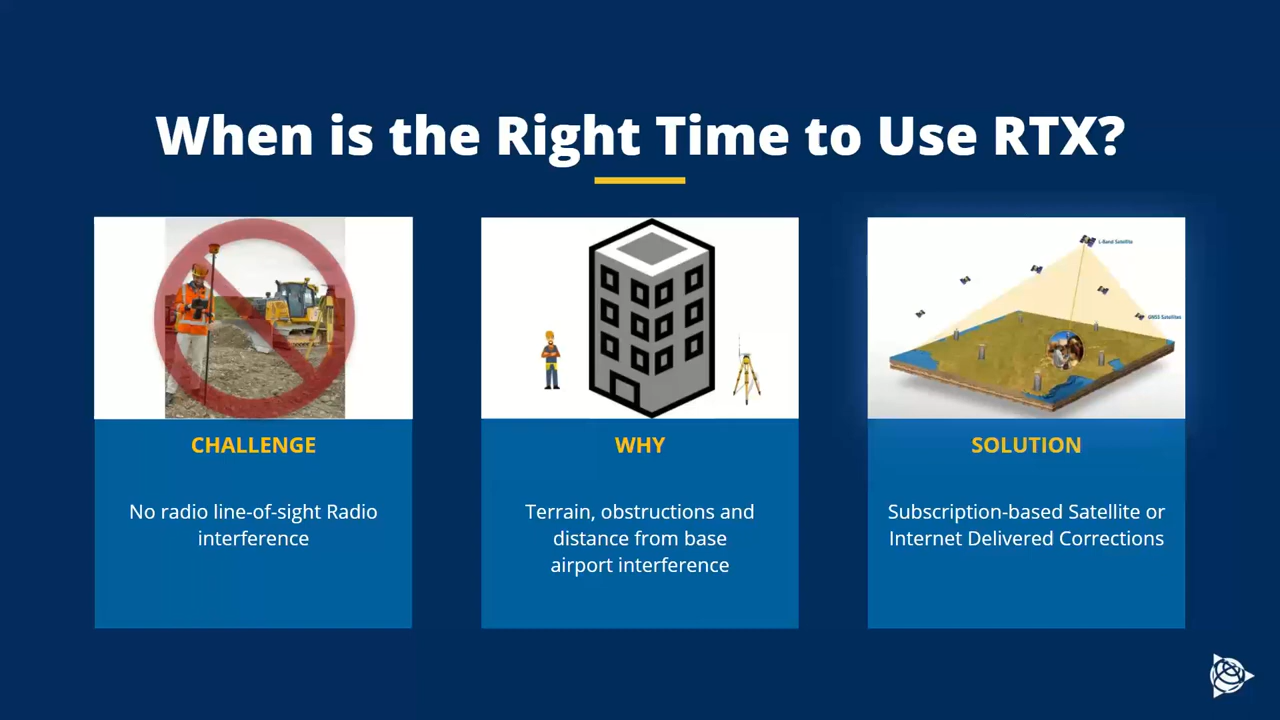 When is the Right Time to Use RTX?
L-Band Satellite
GNSS Satellites
CHALLENGE
No radio line-of-sight Radio
interference
WHY
Terrain, obstructions and
distance from base
airport interference
SOLUTION
Subscription-based Satellite or
Internet Delivered Corrections